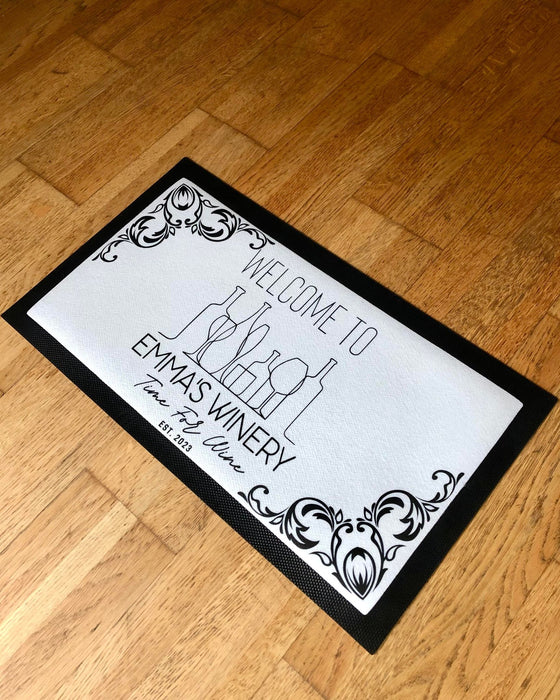 WELCOME TO
EMMA'S WINERY
Time For Wine
EST. 2023